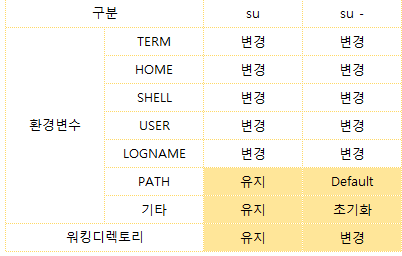 구분 su su -
TERM 변경 변경
HOME 변경 변경
SHELL 변경 변경
환경변수 USER 변경 변경
LOGNAME 변경 변경
PATH 유지 Default
기타 유지 초기화
워킹디렉토리 유지 변경